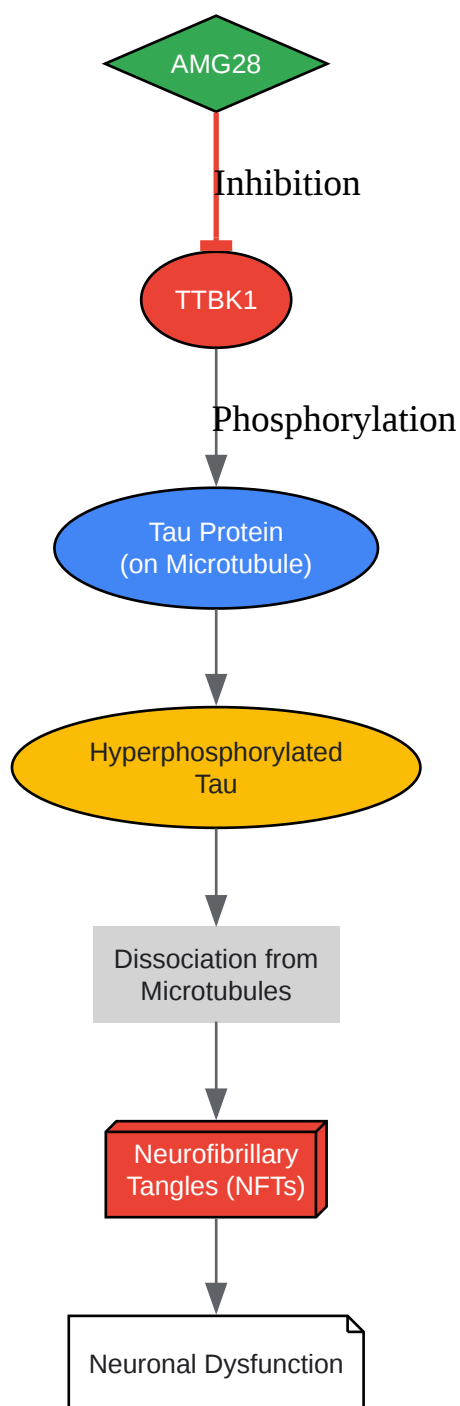 AMG28
Inhibition
TTBK1
Phosphorylation
Tau Protein
(on Microtubule)
Hyperphosphorylated
Tau
Dissociation from
Microtubules
Neurofibrillary
Tangles (NFTs)
Neuronal Dysfunction